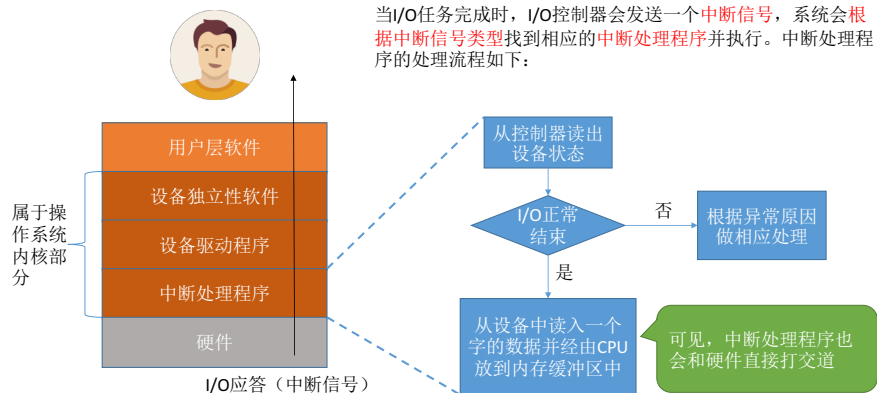 当I/O任务完成时，I/O控制器会发送一个中断信号，系统会根
据中断信号类型找到相应的中断处理程序并执行。中断处理程
序的处理流程如下：
用户层软件
设备独立性软件
设备驱动程序
中断处理程序
硬件
属于操
作系统
内核部
分
I/O应答（中断信号）
从控制器读出
设备状态
I/O正常
结束
否
根据异常原因
做相应处理
是
从设备中读入一个
字的数据并经由CPU
放到内存缓冲区中
可见，中断处理程序也
会和硬件直接打交道